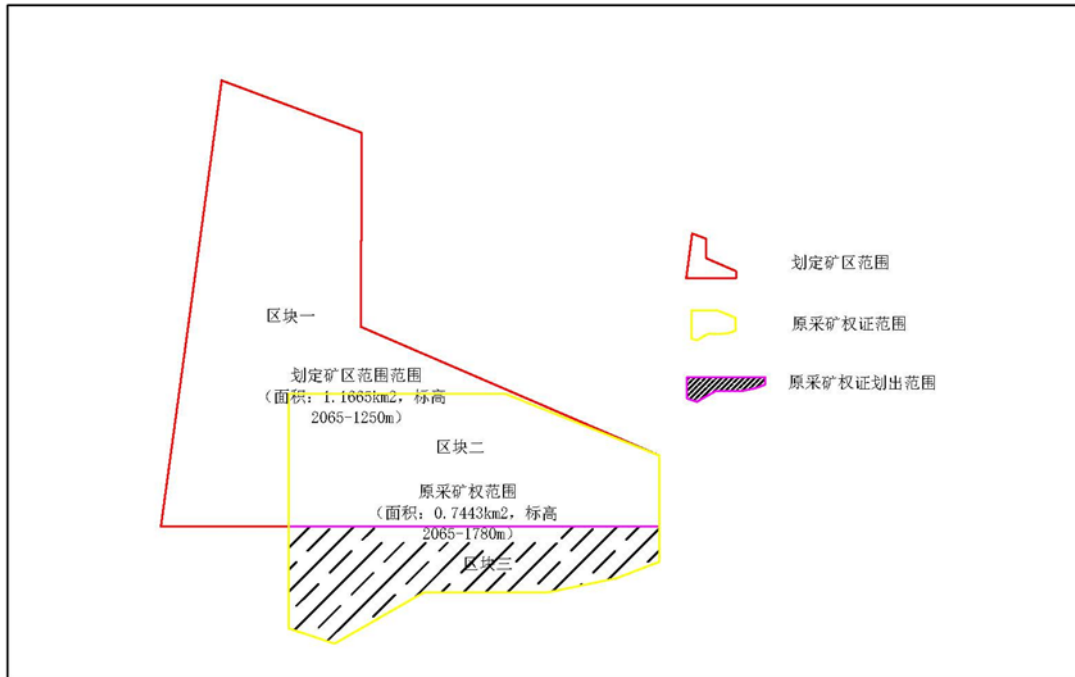 区块一
划定矿区范围范围
（面积：1.1665km2，标高
2065-1250m）
区块二
原采矿权范围
（面积：0.7443km2，标高
2065-1780m）
区块三
划定矿区范围
原采矿权证范围
原采矿权证划出范围